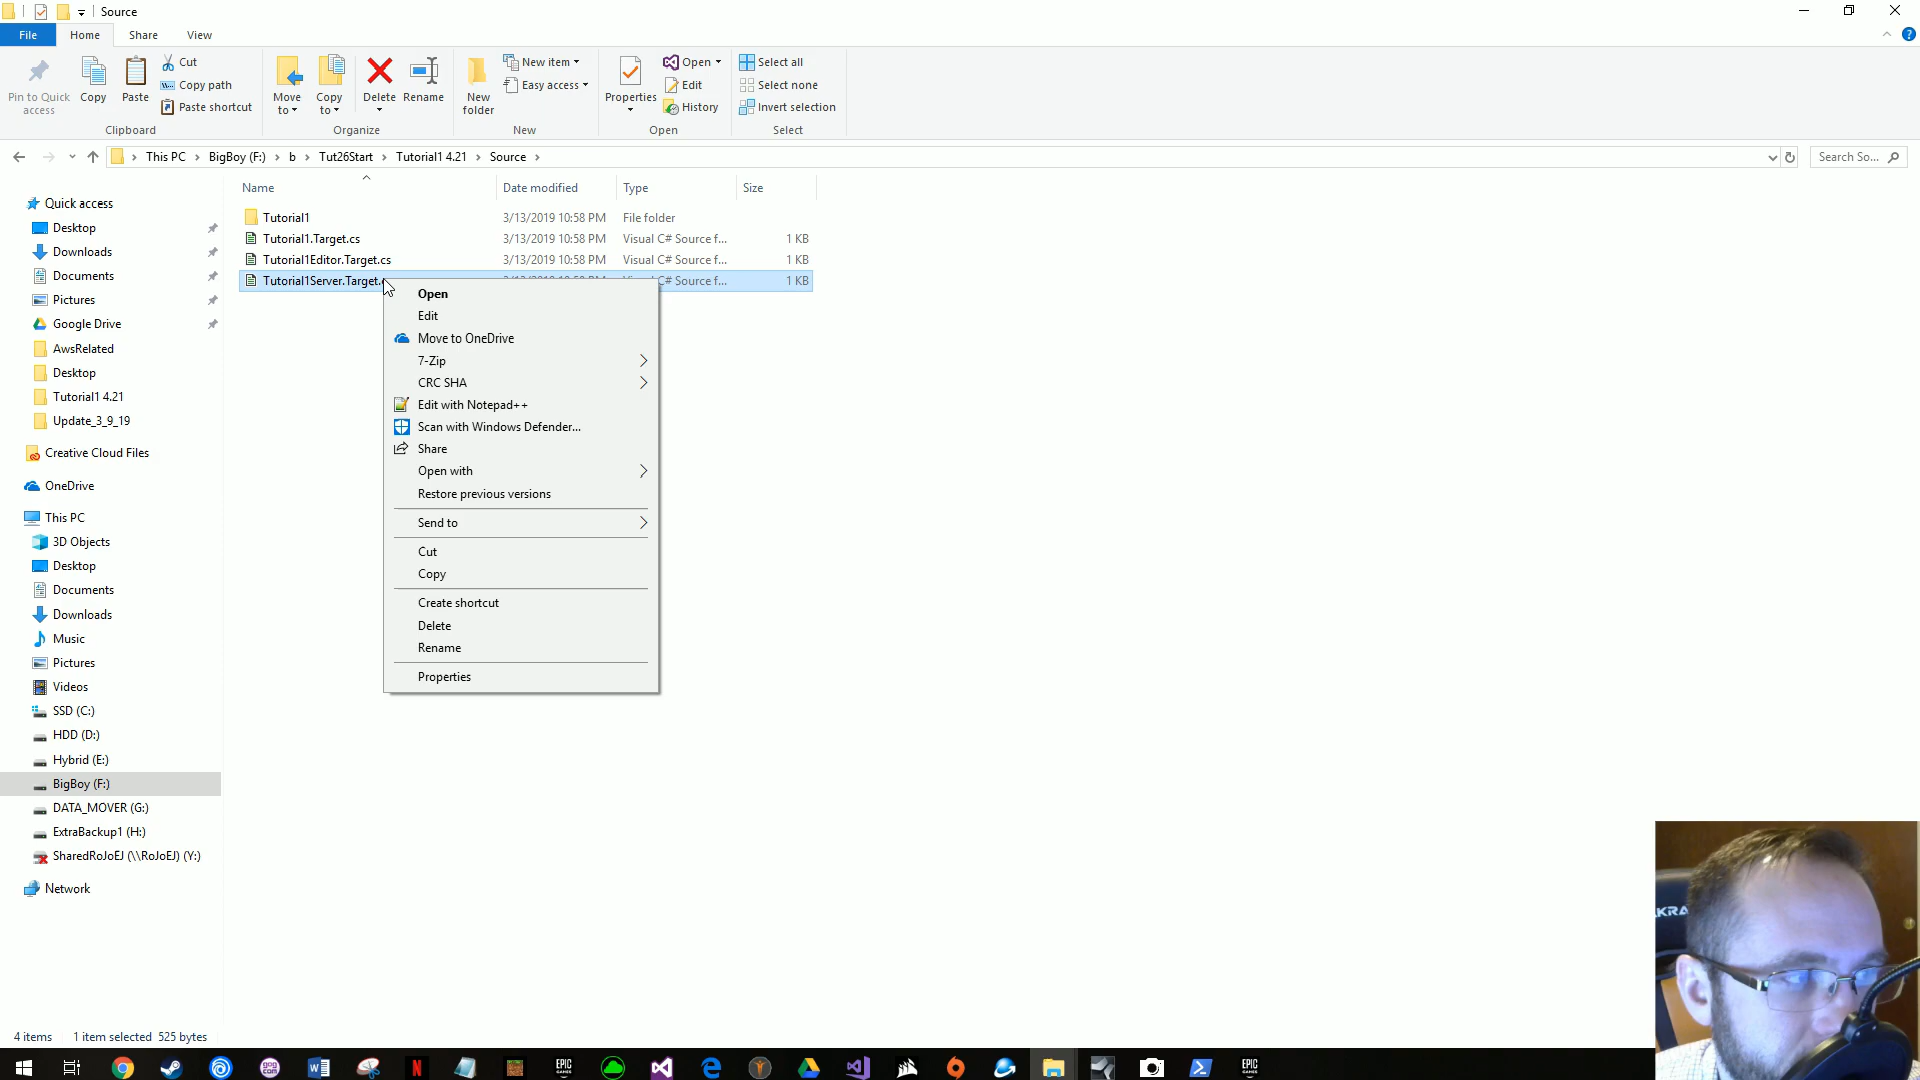 Source
File Home Share View
Pin to Quick access
Copy
Paste
Cut
Copy path
Paste shortcut
Clipboard
Move to
Copy to
Delete
Rename
Organize
New folder
New item
Easy access
New
Properties
Open
Edit
History
Open
Select all
Select none
Invert selection
Select
This PC > BigBoy (F:) > b > Tut26Start > Tutorial1 4.21 > Source >
Search So...
Name Date modified Type Size
Tutorial1 3/13/2019 10:58 PM File folder
Tutorial1.Target.cs 3/13/2019 10:58 PM Visual C# Source f... 1 KB
Tutorial1Editor.Target.cs 3/13/2019 10:58 PM Visual C# Source f... 1 KB
Tutorial1Server.Target. C# Source f... 1 KB
Open
Edit
Move to OneDrive
7-Zip
CRC SHA
Edit with Notepad++
Scan with Windows Defender...
Share
Open with
Restore previous versions
Send to
Cut
Copy
Create shortcut
Delete
Rename
Properties
Quick access
Desktop
Downloads
Documents
Pictures
Google Drive
AwsRelated
Desktop
Tutorial1 4.21
Update_3_9_19
Creative Cloud Files
OneDrive
This PC
3D Objects
Desktop
Documents
Downloads
Music
Pictures
Videos
SSD (C:)
HDD (D:)
Hybrid (E:)
BigBoy (F:)
DATA_MOVER (G:)
ExtraBackup1 (H:)
SharedRoJoEJ (\\RoJoEJ) (Y:)
Network
4 items 1 item selected 525 bytes